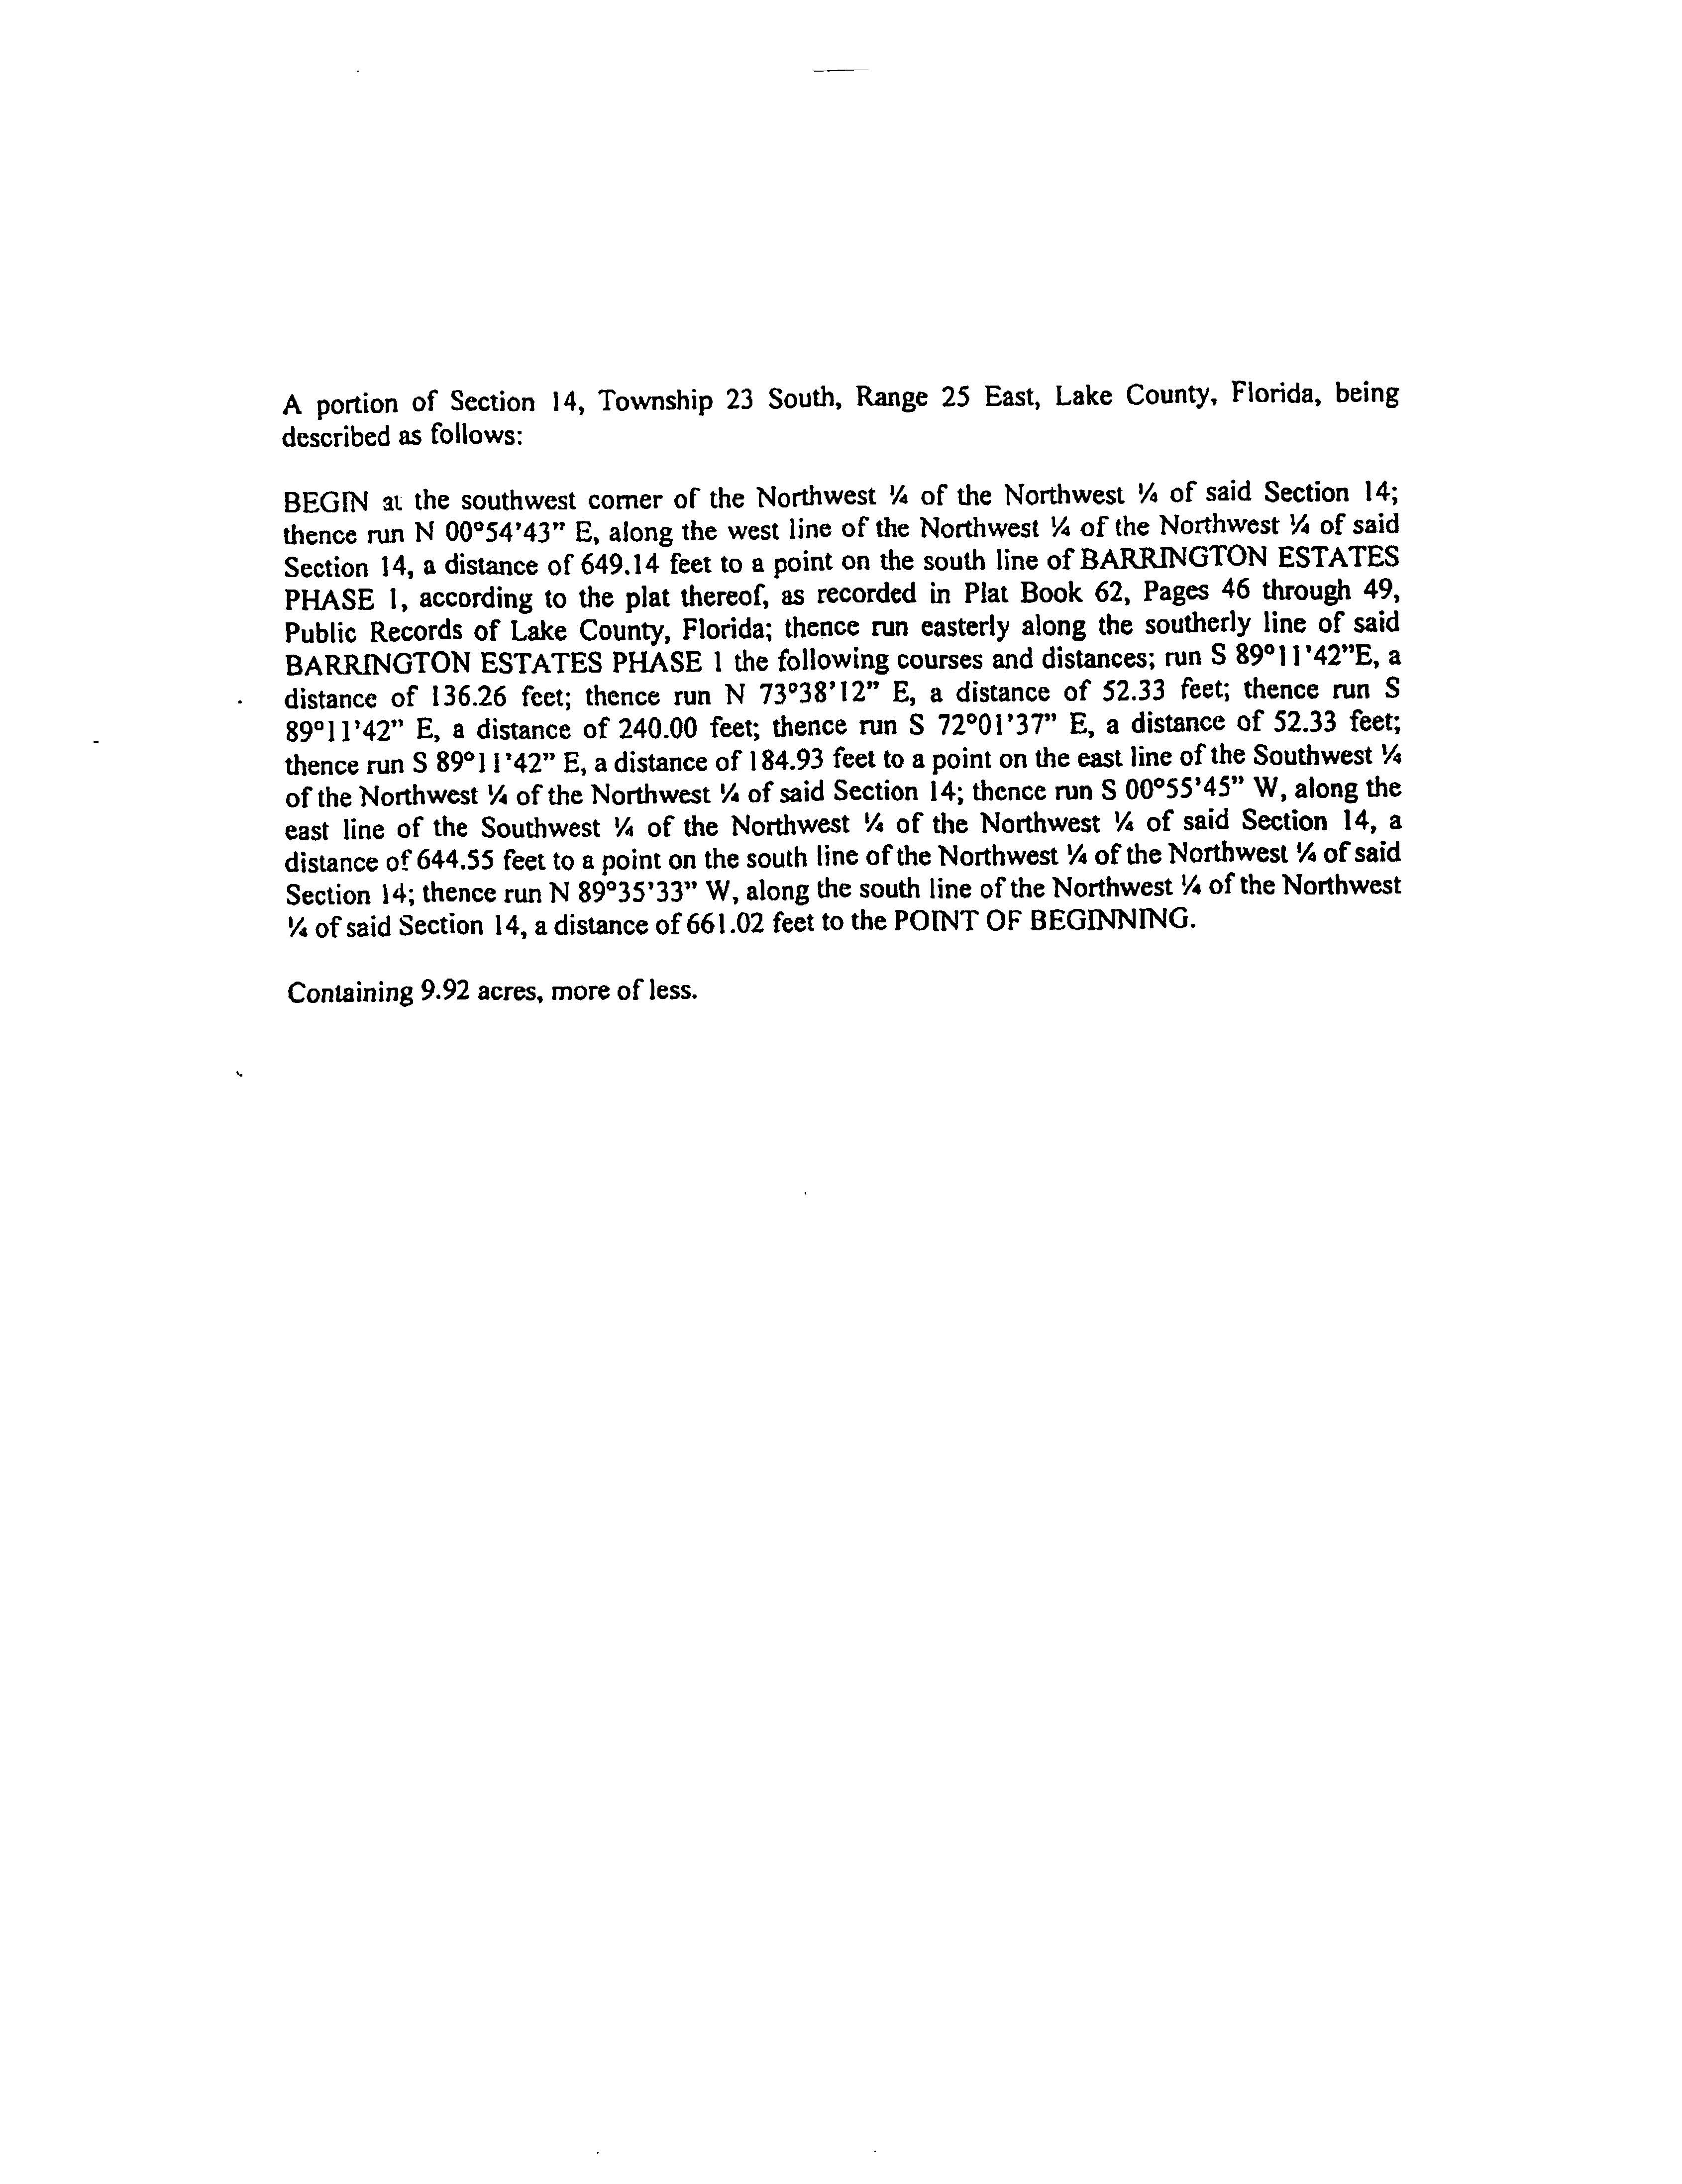 A portion of Section 14, Township 23 South, Range 25 East, Lake County, Florida, being
described as follows:
BEGIN at the southwest corner of the Northwest ¼ of the Northwest ¼ of said Section 14;
thence run N 00°54'43" E, along the west line of the Northwest ¼ of the Northwest ¼ of said
Section 14, a distance of 649.14 feet to a point on the south line of BARRINGTON ESTATES
PHASE 1, according to the plat thereof, as recorded in Plat Book 62, Pages 46 through 49,
Public Records of Lake County, Florida; thence run easterly along the southerly line of said
BARRINGTON ESTATES PHASE 1 the following courses and distances; run S 89°11'42"E, a
distance of 136.26 feet; thence run N 73°38'12" E, a distance of 52.33 feet; thence run S
89°11'42" E, a distance of 240.00 feet; thence run S 72°01'37" E, a distance of 52.33 feet;
thence run S 89°11'42" E, a distance of 184.93 feet to a point on the east line of the Southwest ¼
of the Northwest ¼ of the Northwest ¼ of said Section 14; thence run S 00°55'45" W, along the
east line of the Southwest ¼ of the Northwest ¼ of the Northwest ¼ of said Section 14, a
distance of 644.55 feet to a point on the south line of the Northwest ¼ of the Northwest ¼ of said
Section 14; thence run N 89°35'33" W, along the south line of the Northwest ¼ of the Northwest
¼ of said Section 14, a distance of 661.02 feet to the POINT OF BEGINNING.
Containing 9.92 acres, more of less.